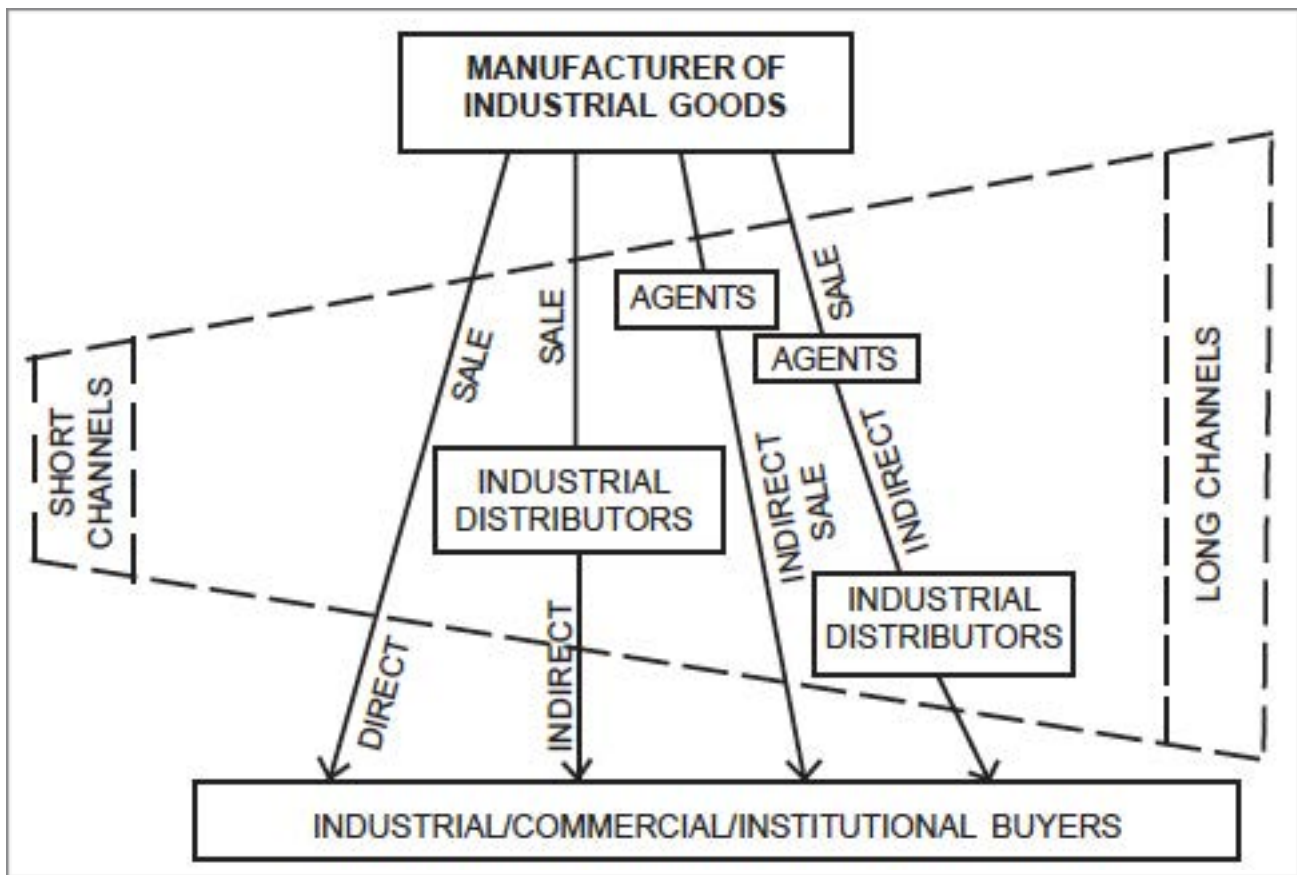 MANUFACTURER OF
INDUSTRIAL GOODS
SALE
DIRECT
SALE
INDUSTRIAL
DISTRIBUTORS
INDIRECT
AGENTS
INDIRECT
SALE
SALE
AGENTS
INDIRECT
INDUSTRIAL
DISTRIBUTORS
SHORT
CHANNELS
LONG CHANNELS
INDUSTRIAL/COMMERCIAL/INSTITUTIONAL BUYERS